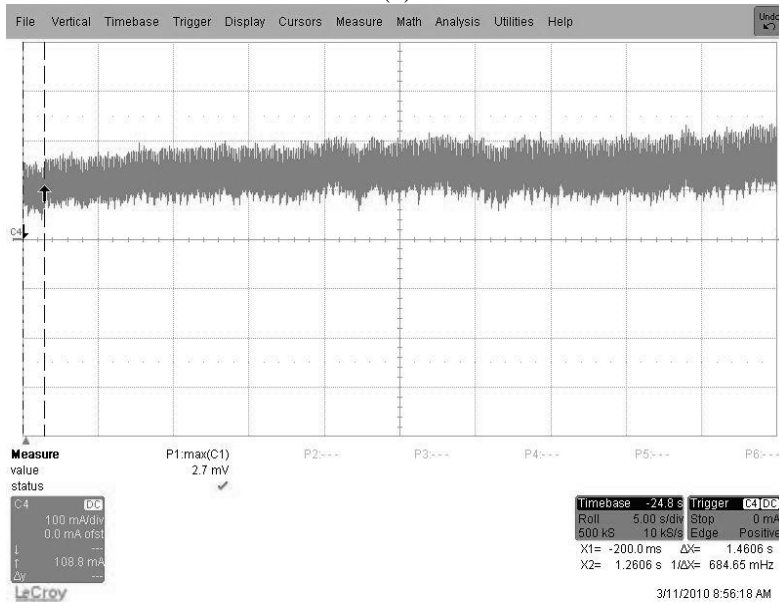 File Vertical Timebase Trigger Display Cursors Measure Math Analysis Utilities Help
Undo
C4
Measure P1:max(C1) P2:--- P3:--- P4:--- P5:--- P6:---
value 2.7 mV
status
C4 DC
100 mA/div
0.0 mA ofst
↓ ---
↑ 108.8 mA
Δy ---
LeCroy
Timebase -24.8 s
Roll 5.00 s/div
500 kS 10 kS/s
Trigger C4 DC
Stop 0 mA
Edge Positive
X1= -200.0 ms ΔX= 1.4606 s
X2= 1.2606 s 1/ΔX= 684.65 mHz
3/11/2010 8:56:18 AM